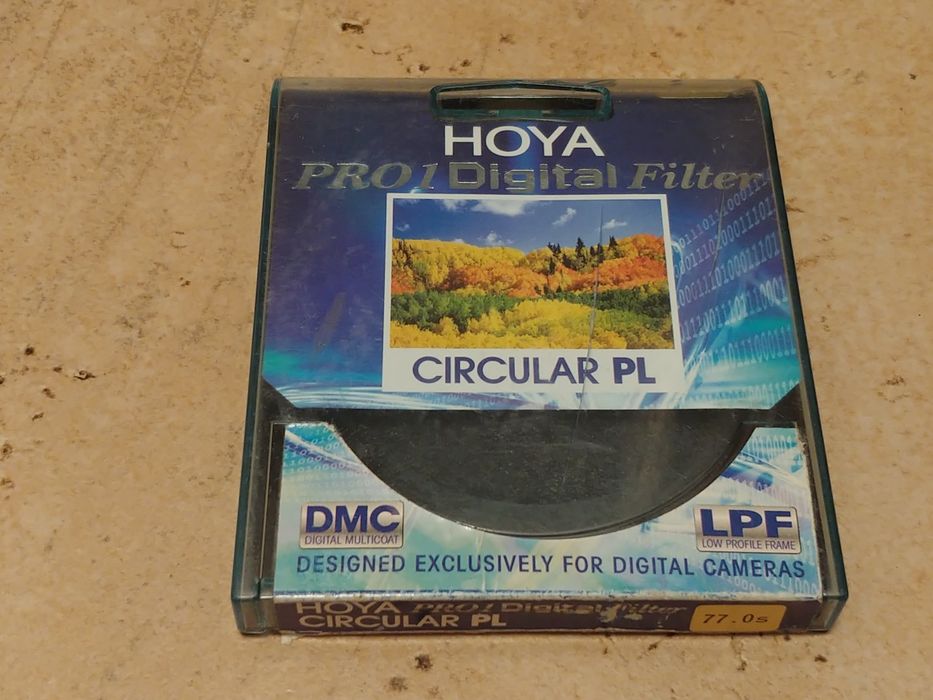 HOYA
PRO1 Digital Filter
CIRCULAR PL
DMC
DIGITAL MULTICOAT
LPF
LOW PROFILE FRAME
DESIGNED EXCLUSIVELY FOR DIGITAL CAMERAS
HOYA PRO1 Digital Filter
CIRCULAR PL
77.0s